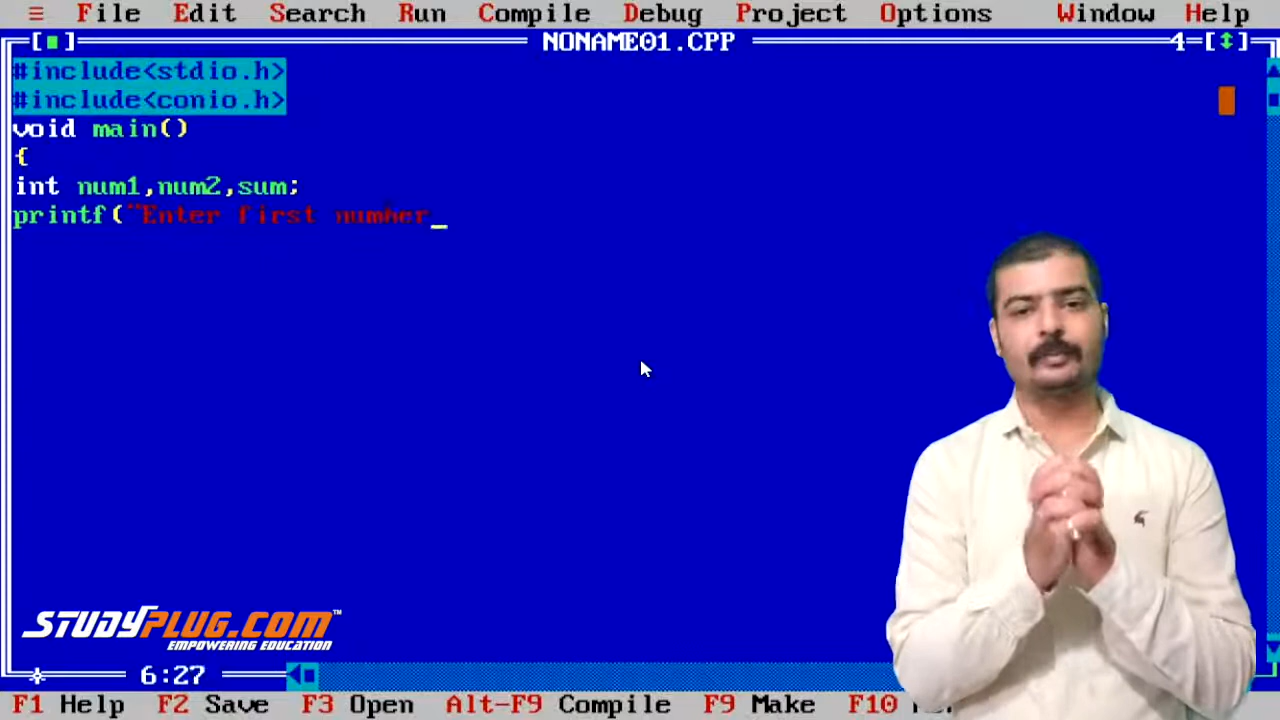 ≡ File Edit Search Run Compile Debug Project Options Window Help
[■] NONAME01.CPP 4=[↕]
#include<stdio.h>
#include<conio.h>
void main()
{
int num1,num2,sum;
printf("Enter first number_
STUDYPLUG.COM™
EMPOWERING EDUCATION
6:27
F1 Help F2 Save F3 Open Alt-F9 Compile F9 Make F10